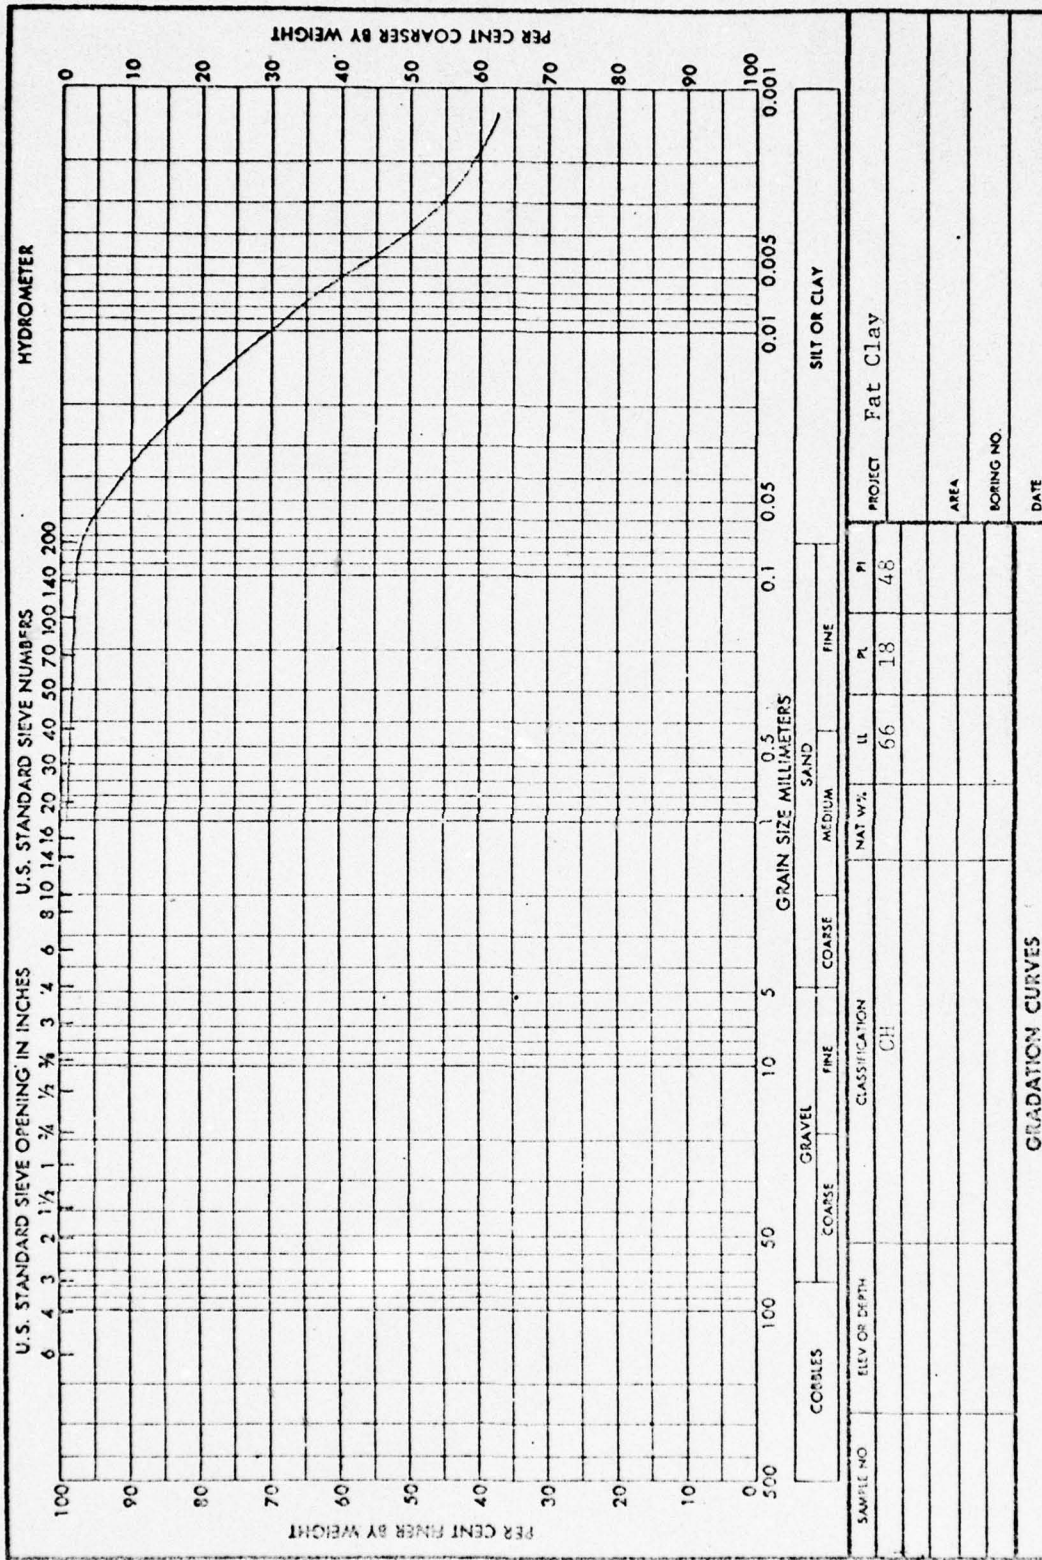 U.S. STANDARD SIEVE OPENING IN INCHES U.S. STANDARD SIEVE NUMBERS HYDROMETER
6 4 3 2 1½ 1 ¾ ½ ⅜ 3 4 6 8 10 14 16 20 30 40 50 70 100 140 200
PER CENT FINER BY WEIGHT
100
90
80
70
60
50
40
30
20
10
0
PER CENT COARSER BY WEIGHT
0
10
20
30
40
50
60
70
80
90
100
500 100 50 10 5 1 0.5 0.1 0.05 0.01 0.005 0.001
GRAIN SIZE MILLIMETERS
COBBLES GRAVEL SAND SILT OR CLAY
COARSE FINE COARSE MEDIUM FINE
SAMPLE NO ELEV OR DEPTH CLASSIFICATION NAT W% LL PL PI
CH 66 18 48
PROJECT Fat Clay
AREA
BORING NO.
DATE
GRADATION CURVES